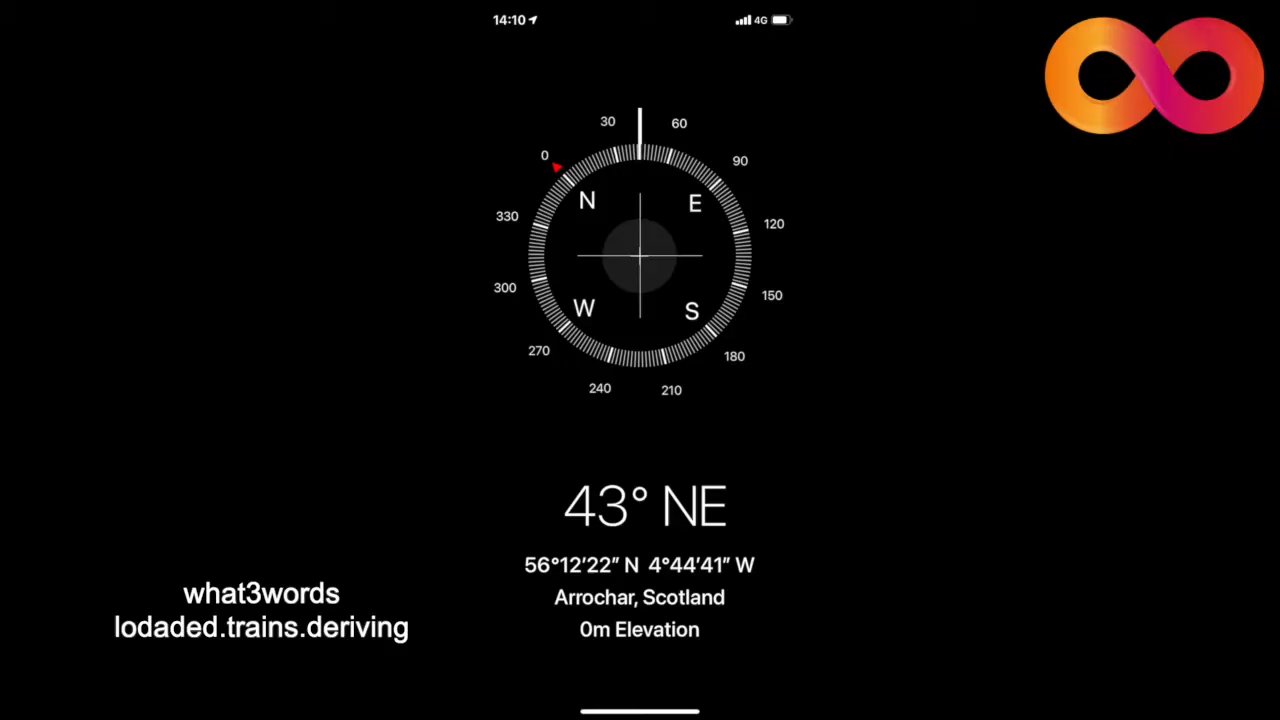 14:10
4G
30
60
0
90
N
E
330
120
300
150
W
S
270
180
240
210
43° NE
56°12′22″ N 4°44′41″ W
Arrochar, Scotland
0m Elevation
what3words
lodaded.trains.deriving